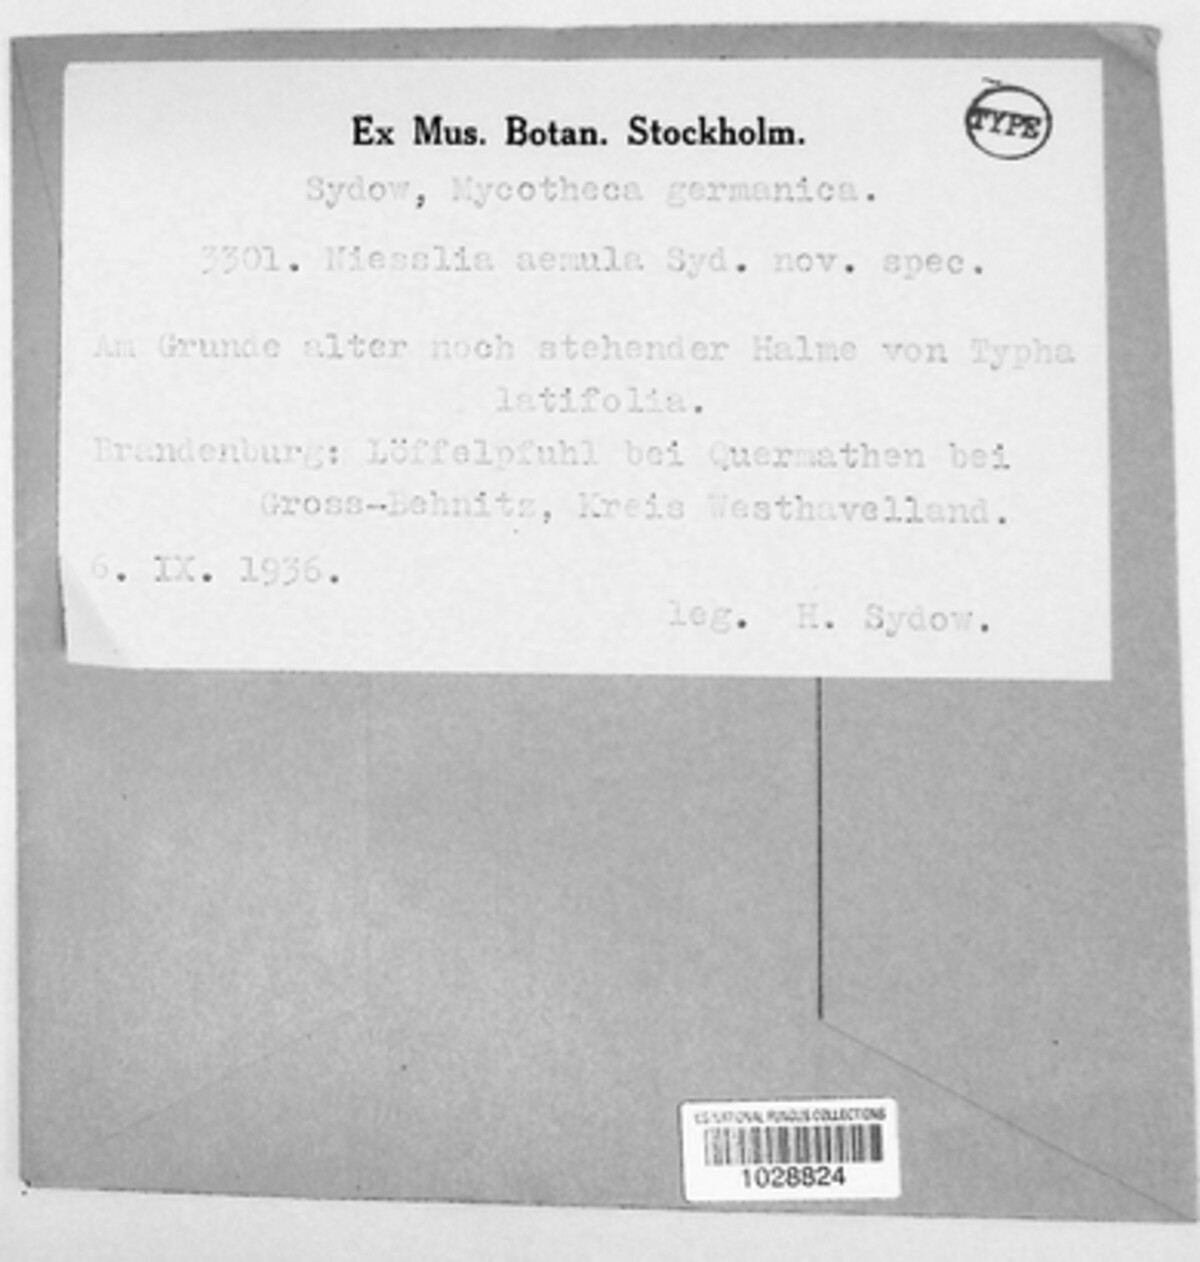 Ex Mus. Botan. Stockholm.
TYPE
Sydow, Mycotheca germanica.
3301. Niesslia aemula Syd. nov. spec.
Am Grunde alter noch stehender Halme von Typha
latifolia.
Brandenburg: Löffelpfuhl bei Quermathen bei
Gross-Behnitz, Kreis Westhavelland.
6. IX. 1936.
leg. H. Sydow.
US NATIONAL FUNGUS COLLECTIONS
1028824